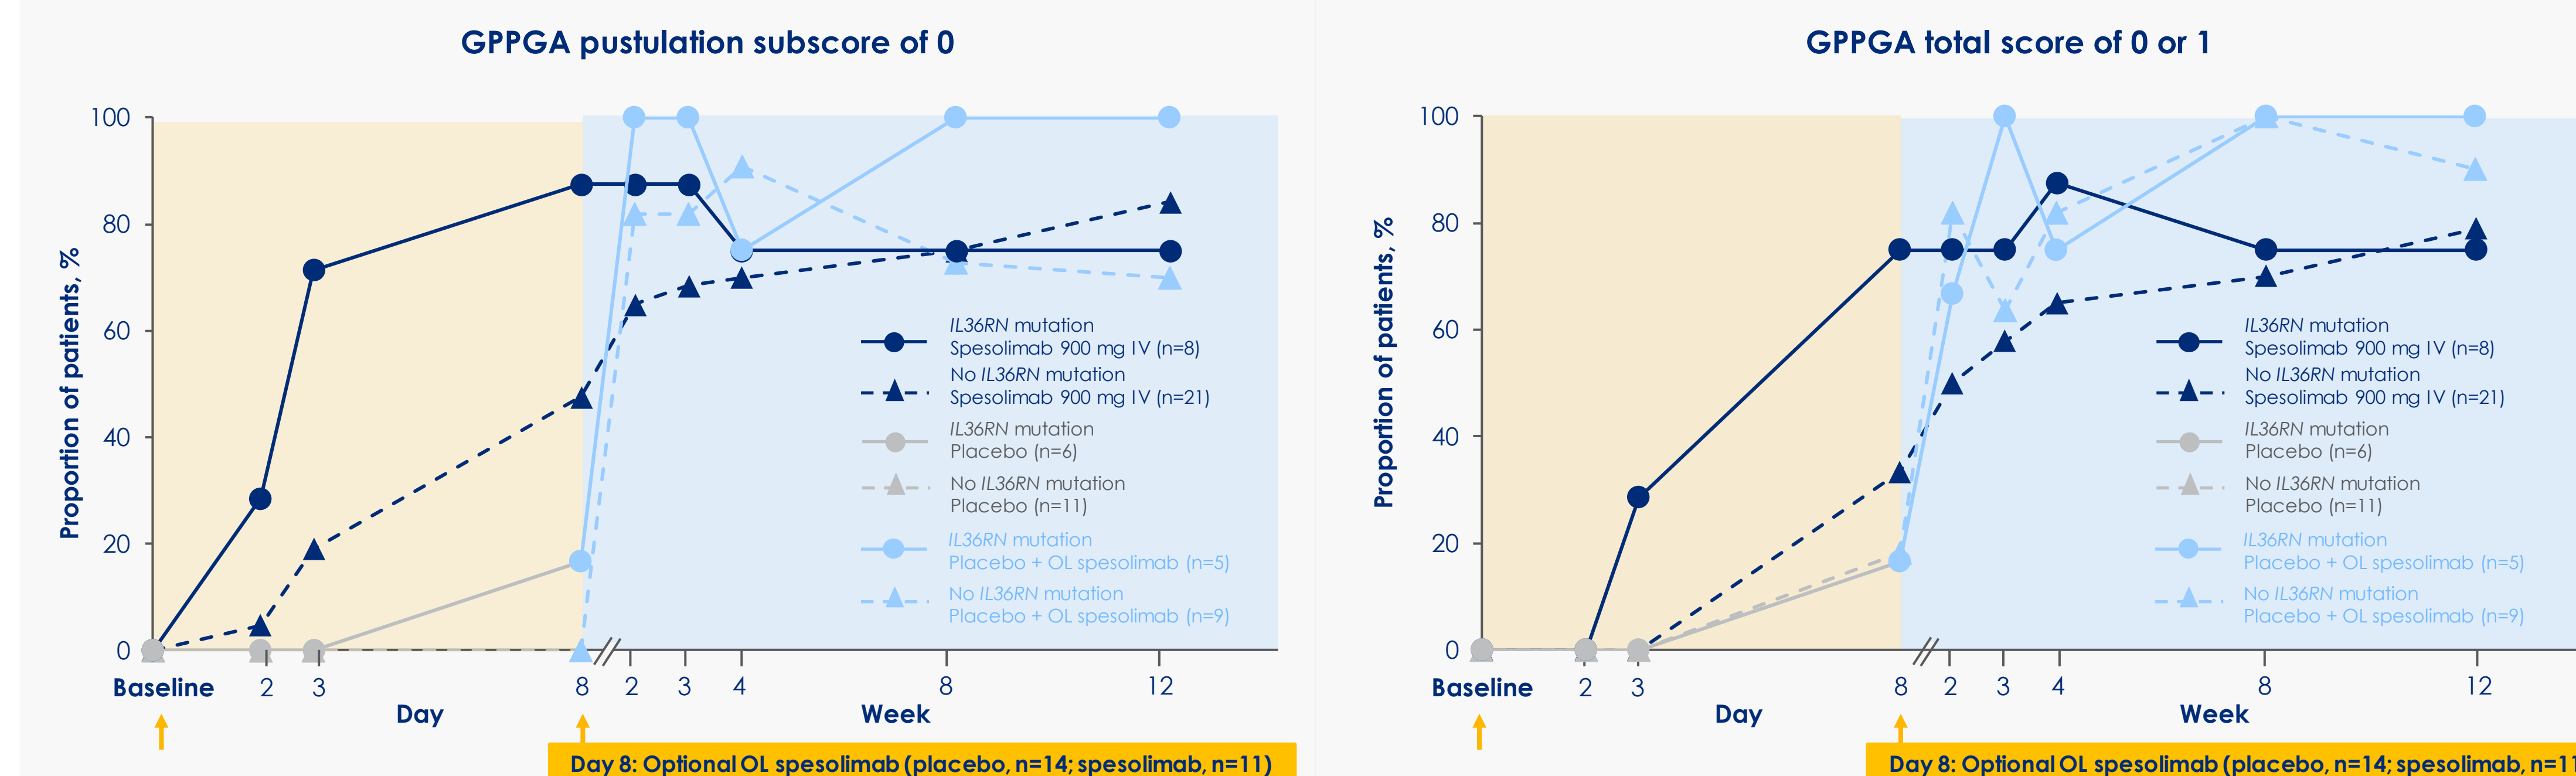 GPPGA pustulation subscore of 0
Proportion of patients, %
100
80
60
40
20
0
IL36RN mutation
Spesolimab 900 mg IV (n=8)
No IL36RN mutation
Spesolimab 900 mg IV (n=21)
IL36RN mutation
Placebo (n=6)
No IL36RN mutation
Placebo (n=11)
IL36RN mutation
Placebo + OL spesolimab (n=5)
No IL36RN mutation
Placebo + OL spesolimab (n=9)
Baseline 2 3 8 2 3 4 8 12
Day Week
Day 8: Optional OL spesolimab (placebo, n=14; spesolimab, n=11)
GPPGA total score of 0 or 1
Proportion of patients, %
100
80
60
40
20
0
IL36RN mutation
Spesolimab 900 mg IV (n=8)
No IL36RN mutation
Spesolimab 900 mg IV (n=21)
IL36RN mutation
Placebo (n=6)
No IL36RN mutation
Placebo (n=11)
IL36RN mutation
Placebo + OL spesolimab (n=5)
No IL36RN mutation
Placebo + OL spesolimab (n=9)
Baseline 2 3 8 2 3 4 8 12
Day Week
Day 8: Optional OL spesolimab (placebo, n=14; spesolimab, n=11